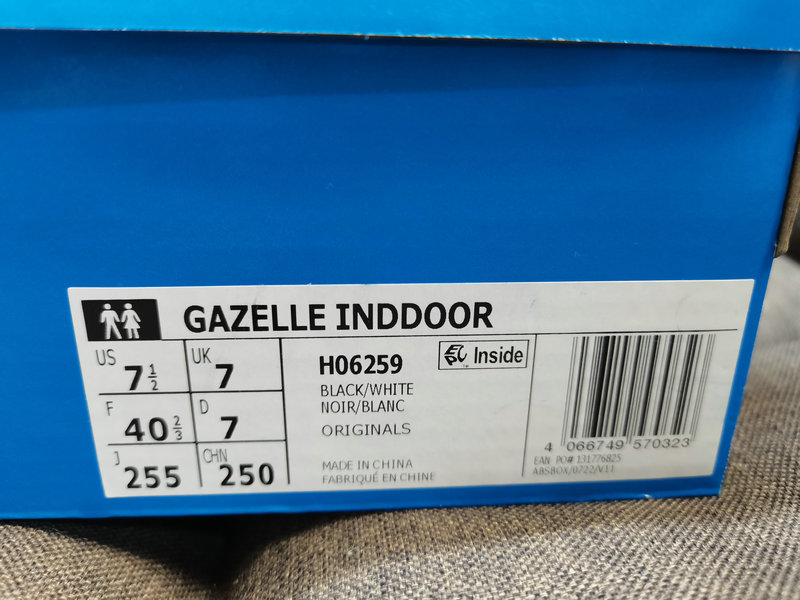 GAZELLE INDDOOR
US 7 1/2
UK 7
F 40 2/3
D 7
J 255
CHN 250
H06259
Inside
BLACK/WHITE
NOIR/BLANC
ORIGINALS
MADE IN CHINA
FABRIQUÉ EN CHINE
4 066749 570323
EAN PO# 131776825
ABSBOX/0722/V11